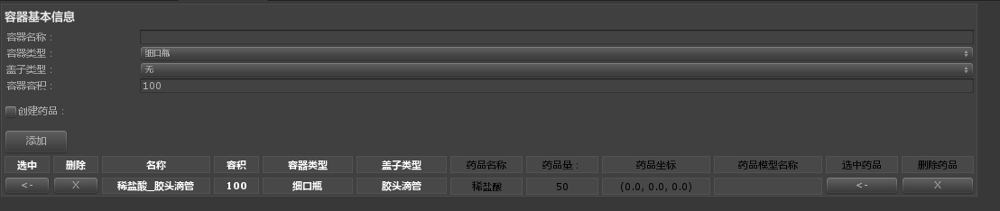 容器基本信息
容器名称：
容器类型： 细口瓶
盖子类型： 无
容器容积： 100
创建药品：
添加
选中 删除 名称 容积 容器类型 盖子类型 药品名称 药品量： 药品坐标 药品模型名称 选中药品 删除药品
<- X 稀盐酸_胶头滴管 100 细口瓶 胶头滴管 稀盐酸 50 (0.0, 0.0, 0.0) <- X